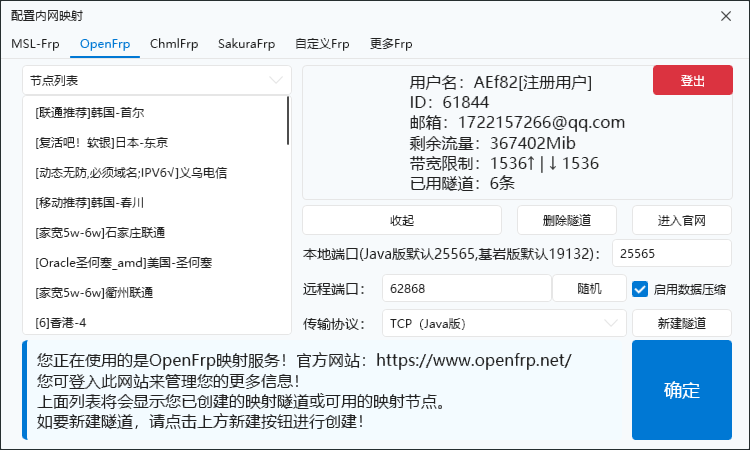 配置内网映射
MSL-Frp OpenFrp ChmlFrp SakuraFrp 自定义Frp 更多Frp
节点列表
[联通推荐]韩国-首尔
[复活吧！软银]日本-东京
[动态无防,必须域名;IPV6√]义乌电信
[移动推荐]韩国-春川
[家宽5w-6w]石家庄联通
[Oracle圣何塞_amd]美国-圣何塞
[家宽5w-6w]衢州联通
[6]香港-4
用户名：AEf82[注册用户]
ID：61844
邮箱：1722157266@qq.com
剩余流量：367402Mib
带宽限制：1536↑|↓1536
已用隧道：6条
登出
收起 删除隧道 进入官网
本地端口(Java版默认25565,基岩版默认19132)： 25565
远程端口： 62868 随机 启用数据压缩
传输协议： TCP（Java版） 新建隧道
您正在使用的是OpenFrp映射服务！官方网站：https://www.openfrp.net/
您可登入此网站来管理您的更多信息！
上面列表将会显示您已创建的映射隧道或可用的映射节点。
如要新建隧道，请点击上方新建按钮进行创建！
确定